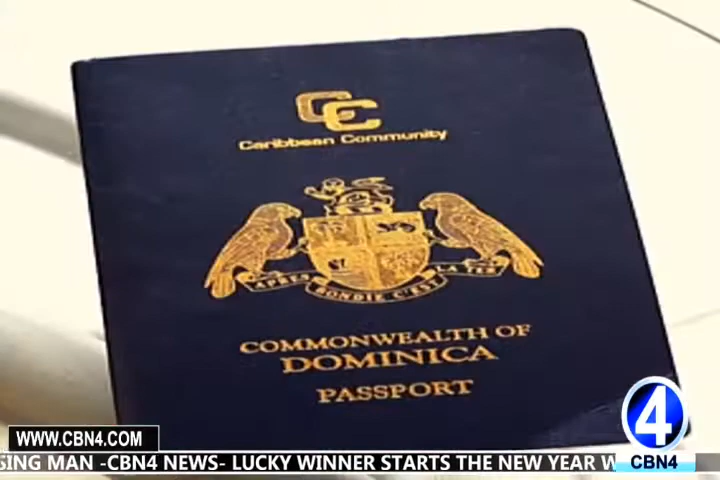 CC
Caribbean Community
APRES BONDIE C'EST LA TER
COMMONWEALTH OF
DOMINICA
PASSPORT
4
WWW.CBN4.COM
CBN4
MAN -CBN4 NEWS- LUCKY WINNER STARTS THE NEW YEAR